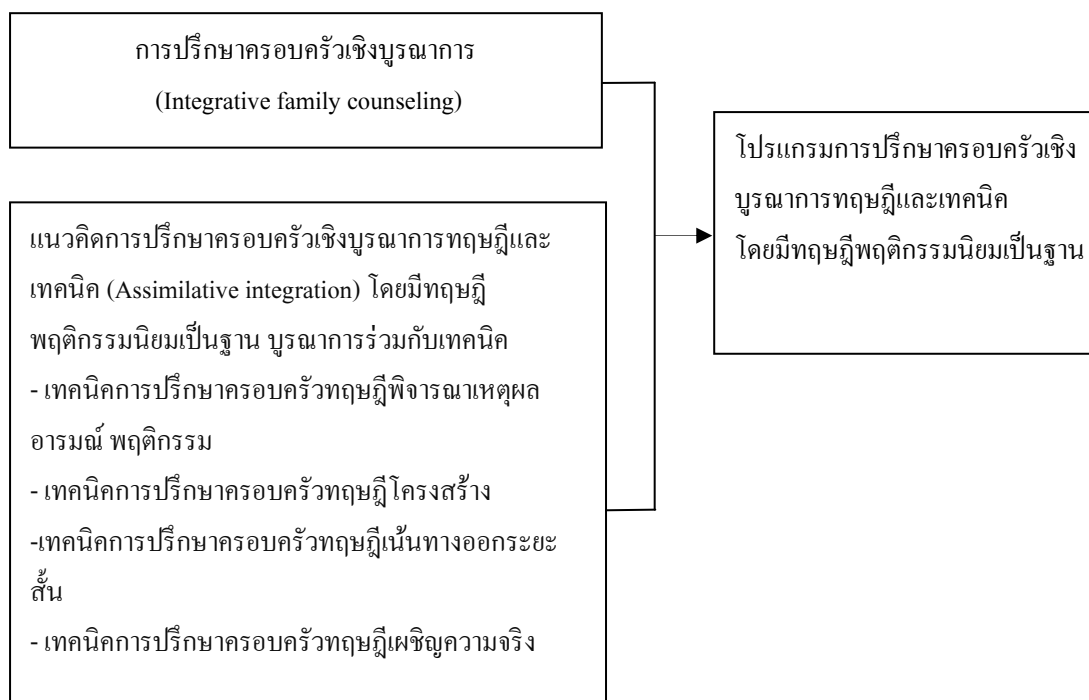 การปรึกษาครอบครัวเชิงบูรณาการ
(Integrative family counseling)
แนวคิดการปรึกษาครอบครัวเชิงบูรณาการทฤษฎีและ
เทคนิค (Assimilative integration) โดยมีทฤษฎี
พฤติกรรมนิยมเป็นฐาน บูรณาการร่วมกับเทคนิค
- เทคนิคการปรึกษาครอบครัวทฤษฎีพิจารณาเหตุผล
อารมณ์ พฤติกรรม
- เทคนิคการปรึกษาครอบครัวทฤษฎีโครงสร้าง
-เทคนิคการปรึกษาครอบครัวทฤษฎีเน้นทางออกระยะ
สั้น
- เทคนิคการปรึกษาครอบครัวทฤษฎีเผชิญความจริง
โปรแกรมการปรึกษาครอบครัวเชิง
บูรณาการทฤษฎีและเทคนิค
โดยมีทฤษฎีพฤติกรรมนิยมเป็นฐาน